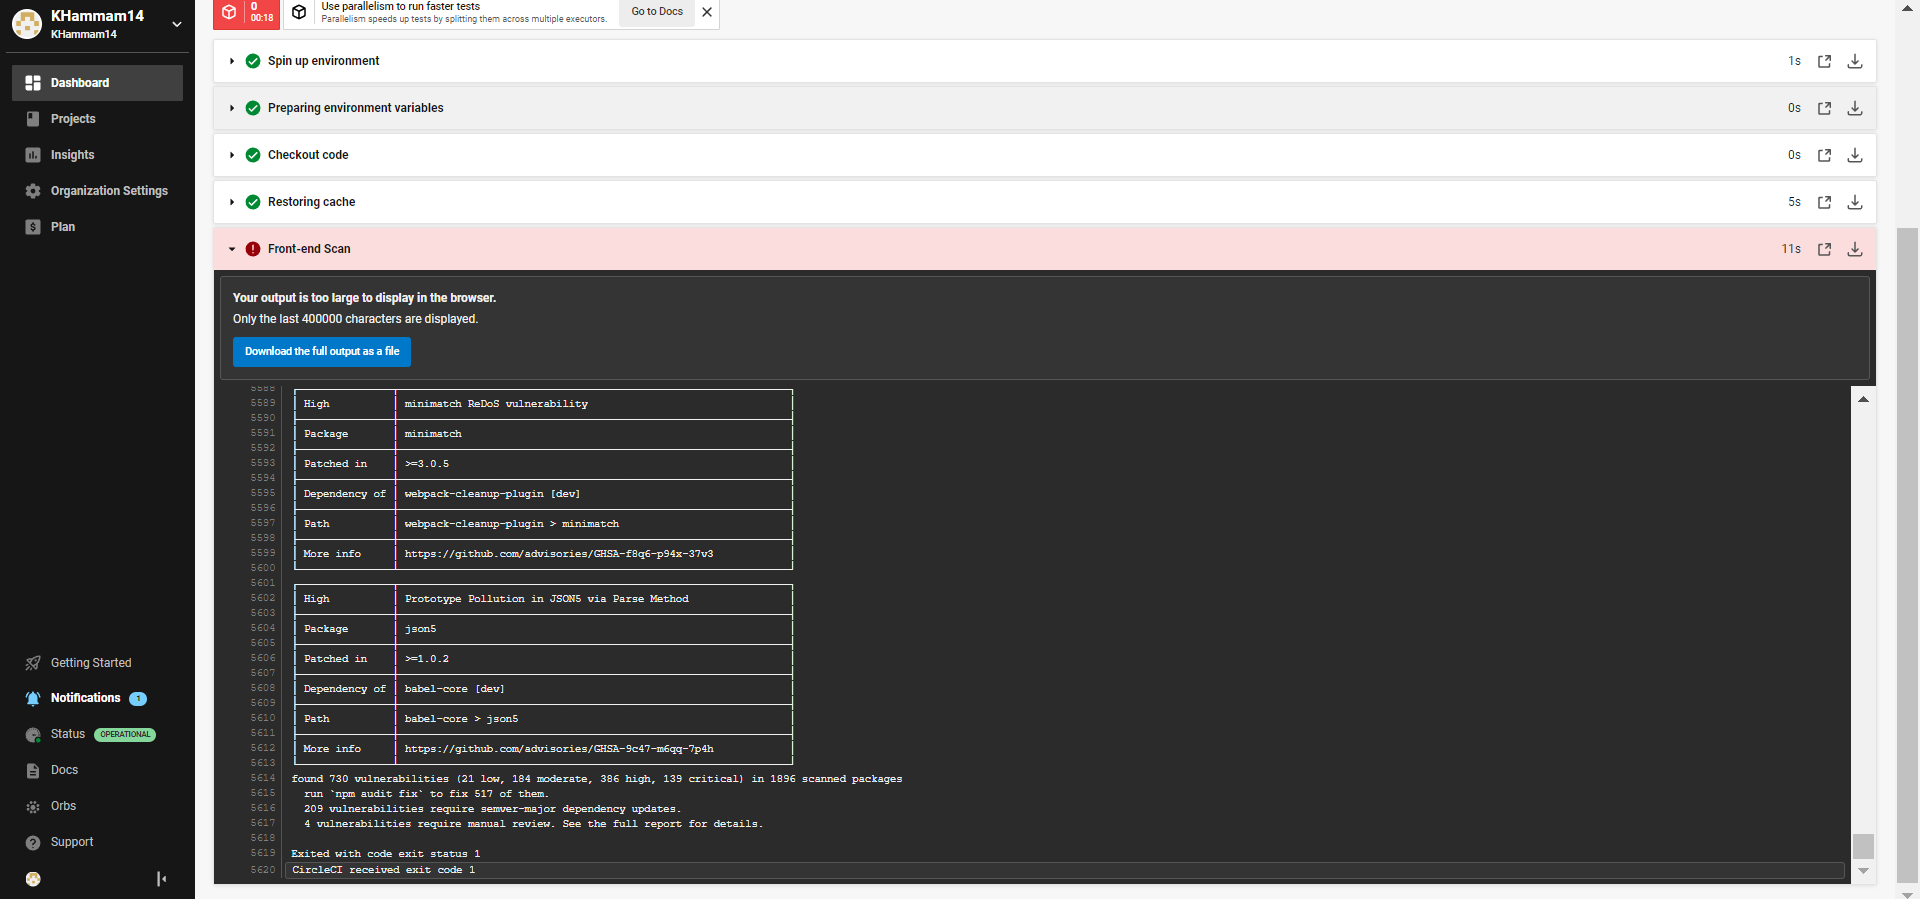 KHammam14
KHammam14
Dashboard
Projects
Insights
Organization Settings
Plan
Getting Started
Notifications 1
Status OPERATIONAL
Docs
Orbs
Support
0
00:18
Use parallelism to run faster tests
Parallelism speeds up tests by splitting them across multiple executors.
Go to Docs
Spin up environment 1s
Preparing environment variables 0s
Checkout code 0s
Restoring cache 5s
Front-end Scan 11s
Your output is too large to display in the browser.
Only the last 400000 characters are displayed.
Download the full output as a file
5588
5589 High minimatch ReDoS vulnerability
5590
5591 Package minimatch
5592
5593 Patched in >=3.0.5
5594
5595 Dependency of webpack-cleanup-plugin [dev]
5596
5597 Path webpack-cleanup-plugin > minimatch
5598
5599 More info https://github.com/advisories/GHSA-f8q6-p94x-37v3
5600
5601
5602 High Prototype Pollution in JSON5 via Parse Method
5603
5604 Package json5
5605
5606 Patched in >=1.0.2
5607
5608 Dependency of babel-core [dev]
5609
5610 Path babel-core > json5
5611
5612 More info https://github.com/advisories/GHSA-9c47-m6qq-7p4h
5613
5614 found 730 vulnerabilities (21 low, 184 moderate, 386 high, 139 critical) in 1896 scanned packages
5615 run `npm audit fix` to fix 517 of them.
5616 209 vulnerabilities require semver-major dependency updates.
5617 4 vulnerabilities require manual review. See the full report for details.
5618
5619 Exited with code exit status 1
5620 CircleCI received exit code 1